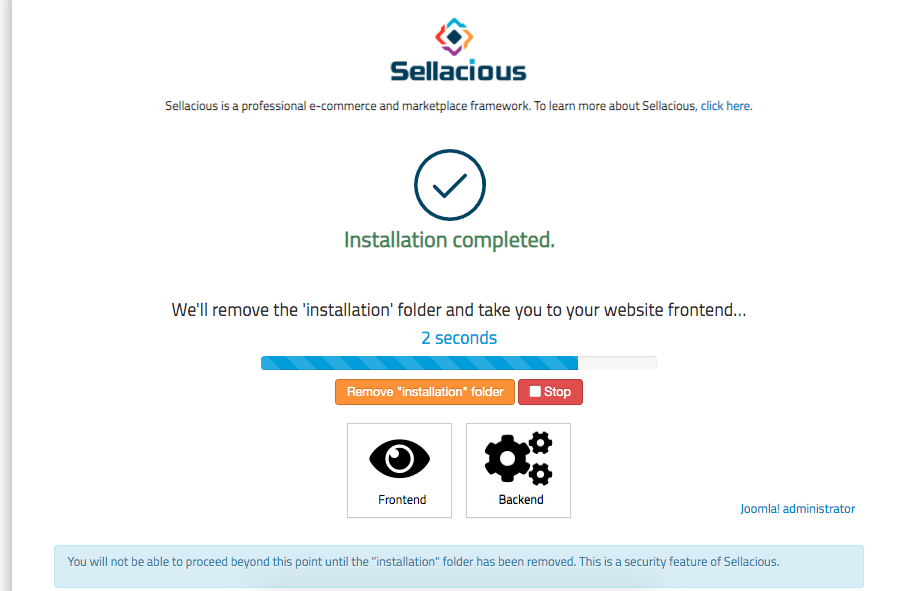 Sellacious
Sellacious is a professional e-commerce and marketplace framework. To learn more about Sellacious, click here.
Installation completed.
We'll remove the 'installation' folder and take you to your website frontend...
2 seconds
Remove "installation" folder
Stop
Frontend
Backend
Joomla! administrator
You will not be able to proceed beyond this point until the "installation" folder has been removed. This is a security feature of Sellacious.